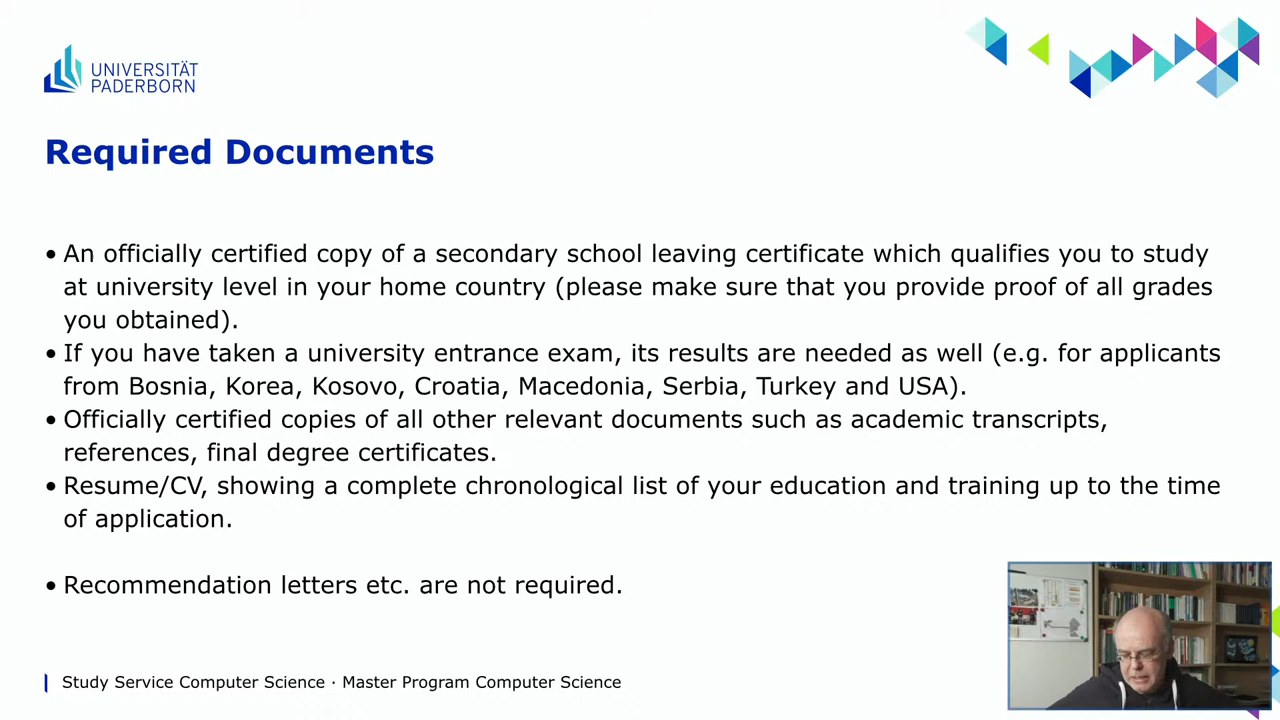 UNIVERSITÄT
PADERBORN
Required Documents
• An officially certified copy of a secondary school leaving certificate which qualifies you to study
at university level in your home country (please make sure that you provide proof of all grades
you obtained).
• If you have taken a university entrance exam, its results are needed as well (e.g. for applicants
from Bosnia, Korea, Kosovo, Croatia, Macedonia, Serbia, Turkey and USA).
• Officially certified copies of all other relevant documents such as academic transcripts,
references, final degree certificates.
• Resume/CV, showing a complete chronological list of your education and training up to the time
of application.
• Recommendation letters etc. are not required.
Study Service Computer Science · Master Program Computer Science